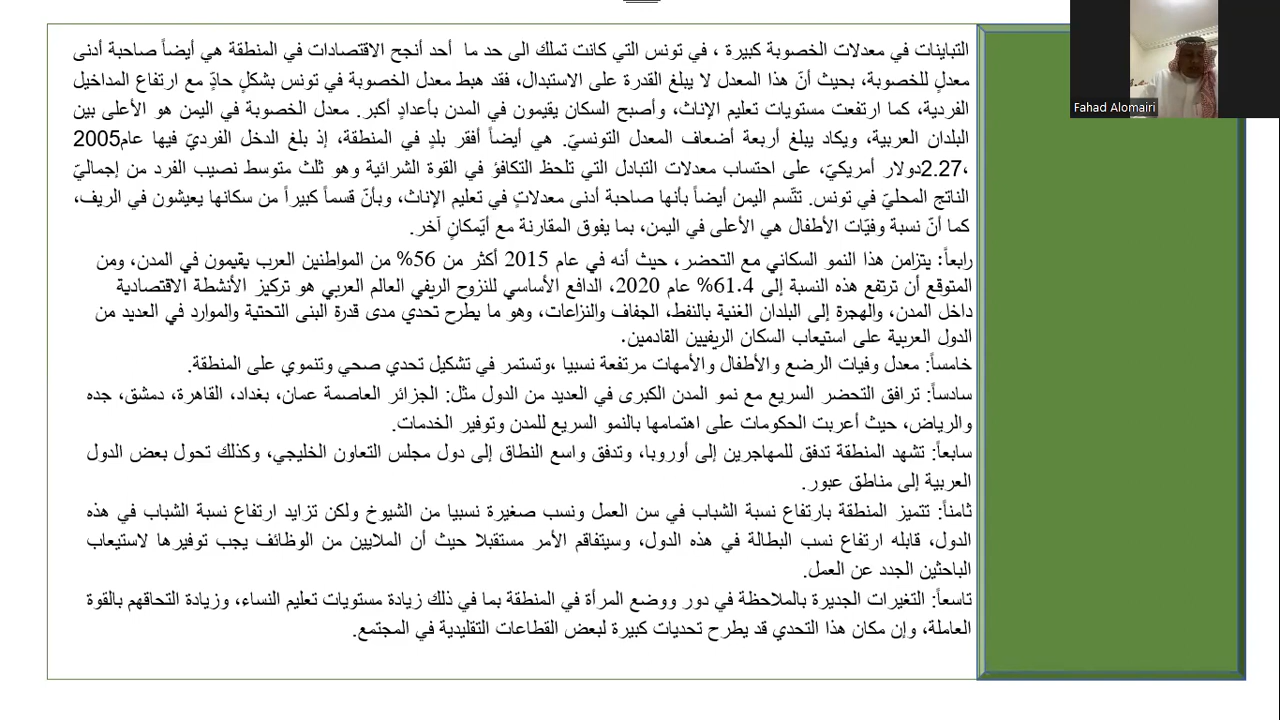 التباينات في معدلات الخصوبة كبيرة ، في تونس التي كانت تملك الى حد ما أحد أنجح الاقتصادات في المنطقة هي أيضاً صاحبة أدنى
معدلٍ للخصوبة، بحيث أنّ هذا المعدل لا يبلغ القدرة على الاستبدال، فقد هبط معدل الخصوبة في تونس بشكلٍ حادٍّ مع ارتفاع المداخيل
الفردية، كما ارتفعت مستويات تعليم الإناث، وأصبح السكان يقيمون في المدن بأعدادٍ أكبر. معدل الخصوبة في اليمن هو الأعلى بين
البلدان العربية، ويكاد يبلغ أربعة أضعاف المعدل التونسيّ. هي أيضاً أفقر بلدٍ في المنطقة، إذ بلغ الدخل الفرديّ فيها عام2005
،2.27دولار أمريكيّ، على احتساب معدلات التبادل التي تلحظ التكافؤ في القوة الشرائية وهو ثلث متوسط نصيب الفرد من إجماليّ
الناتج المحليّ في تونس. تتّسم اليمن أيضاً بأنها صاحبة أدنى معدلاتٍ في تعليم الإناث، وبأنّ قسماً كبيراً من سكانها يعيشون في الريف،
كما أنّ نسبة وفيّات الأطفال هي الأعلى في اليمن، بما يفوق المقارنة مع أيّمكانٍ آخر.
رابعاً: يتزامن هذا النمو السكاني مع التحضر، حيث أنه في عام 2015 أكثر من 56% من المواطنين العرب يقيمون في المدن، ومن
المتوقع أن ترتفع هذه النسبة إلى 61.4% عام 2020، الدافع الأساسي للنزوح الريفي العالم العربي هو تركيز الأنشطة الاقتصادية
داخل المدن، والهجرة إلى البلدان الغنية بالنفط، الجفاف والنزاعات، وهو ما يطرح تحدي مدى قدرة البنى التحتية والموارد في العديد من
الدول العربية على استيعاب السكان الريفيين القادمين.
خامساً: معدل وفيات الرضع والأطفال والأمهات مرتفعة نسبيا ،وتستمر في تشكيل تحدي صحي وتنموي على المنطقة.
سادساً: ترافق التحضر السريع مع نمو المدن الكبرى في العديد من الدول مثل: الجزائر العاصمة عمان، بغداد، القاهرة، دمشق، جده
والرياض، حيث أعربت الحكومات على اهتمامها بالنمو السريع للمدن وتوفير الخدمات.
سابعاً: تشهد المنطقة تدفق للمهاجرين إلى أوروبا، وتدفق واسع النطاق إلى دول مجلس التعاون الخليجي، وكذلك تحول بعض الدول
العربية إلى مناطق عبور.
ثامناً: تتميز المنطقة بارتفاع نسبة الشباب في سن العمل ونسب صغيرة نسبيا من الشيوخ ولكن تزايد ارتفاع نسبة الشباب في هذه
الدول، قابله ارتفاع نسب البطالة في هذه الدول، وسيتفاقم الأمر مستقبلا حيث أن الملايين من الوظائف يجب توفيرها لاستيعاب
الباحثين الجدد عن العمل.
تاسعاً: التغيرات الجديرة بالملاحظة في دور ووضع المرأة في المنطقة بما في ذلك زيادة مستويات تعليم النساء، وزيادة التحاقهم بالقوة
العاملة، وإن مكان هذا التحدي قد يطرح تحديات كبيرة لبعض القطاعات التقليدية في المجتمع.
Fahad Alomairi